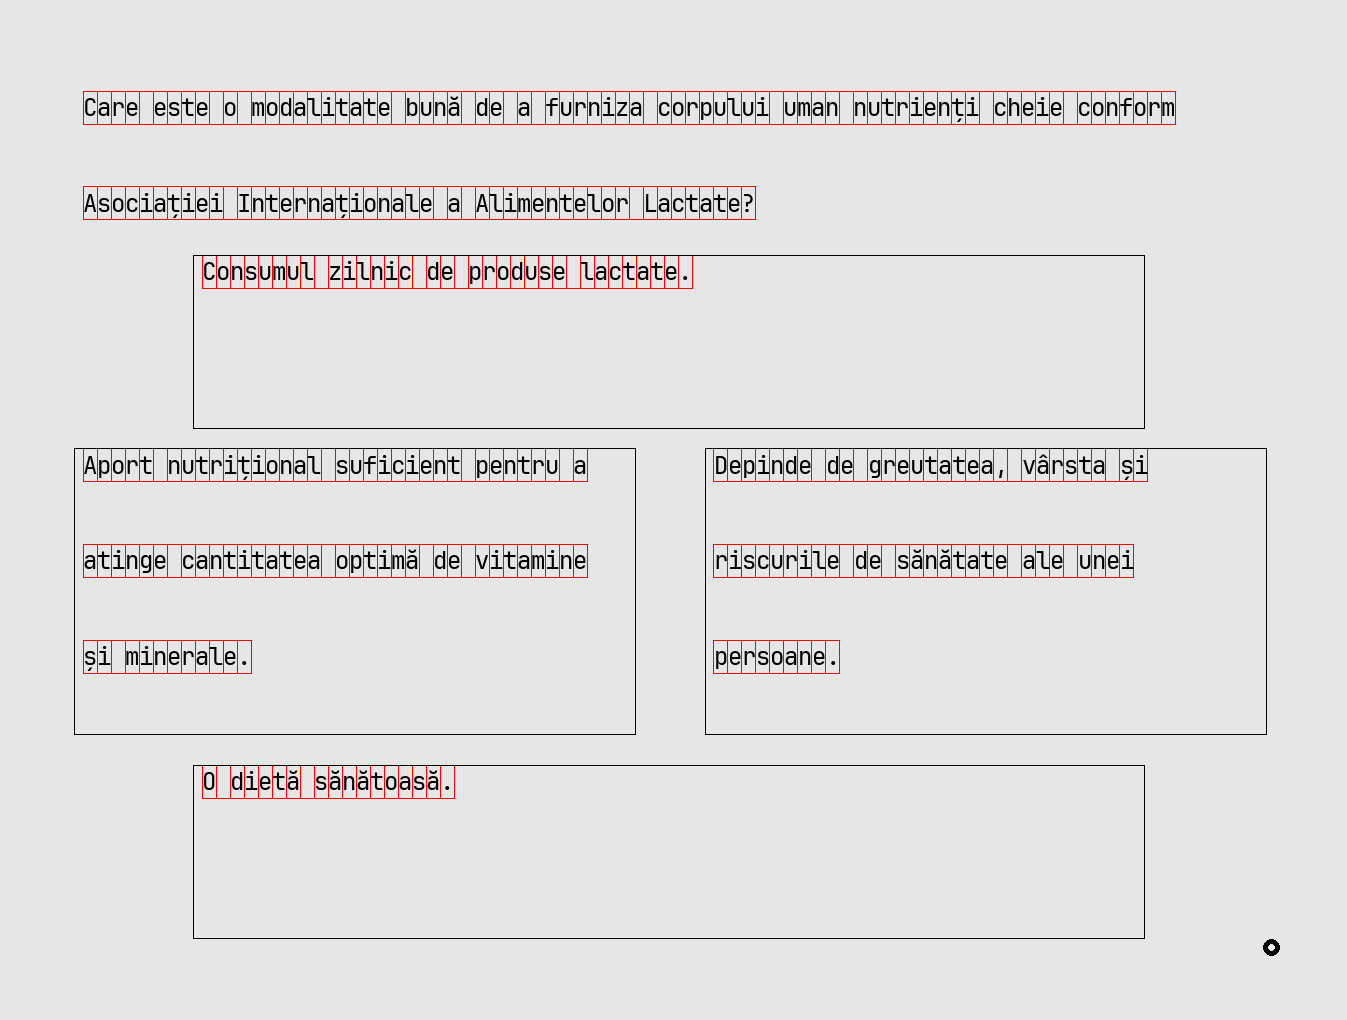 Care este o modalitate bună de a furniza corpului uman nutrienți cheie conform
Asociației Internaționale a Alimentelor Lactate?
Consumul zilnic de produse lactate.
Aport nutrițional suficient pentru a
atinge cantitatea optimă de vitamine
și minerale.
Depinde de greutatea, vârsta și
riscurile de sănătate ale unei
persoane.
O dietă sănătoasă.